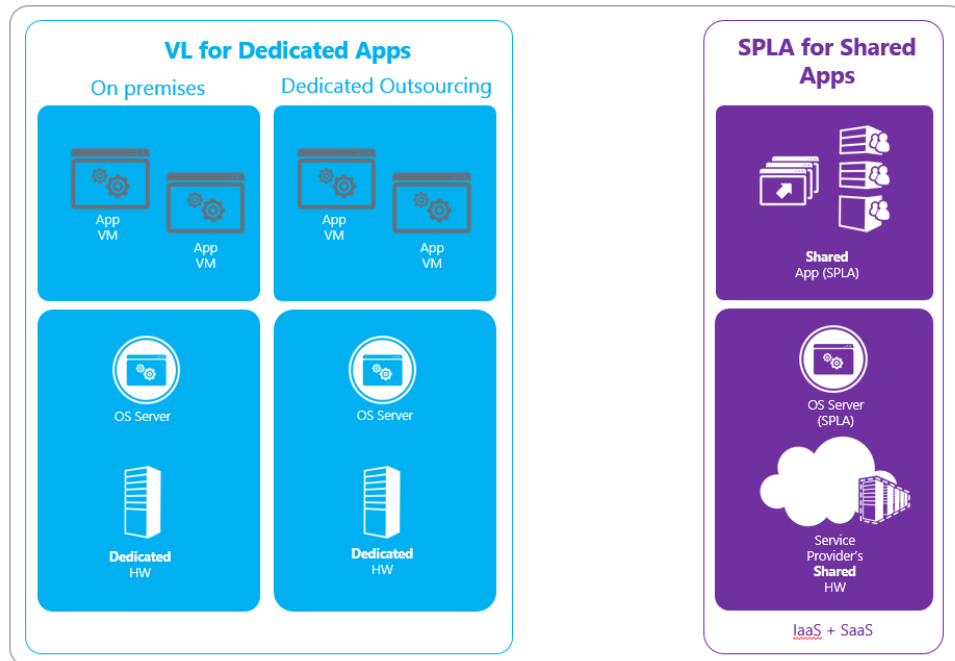 VL for Dedicated Apps
On premises
Dedicated Outsourcing
App
VM
App
VM
App
VM
App
VM
OS Server
OS Server
Dedicated
HW
Dedicated
HW
SPLA for Shared
Apps
Shared
App (SPLA)
OS Server
(SPLA)
Service
Provider's
Shared
HW
IaaS + SaaS